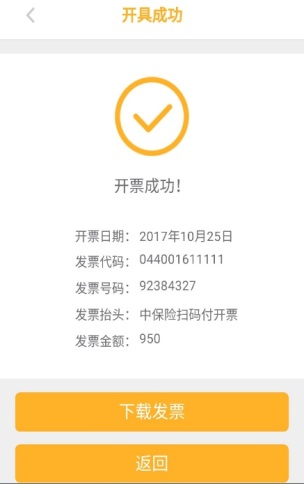 开具成功
开票成功！
开票日期： 2017年10月25日
发票代码： 044001611111
发票号码： 92384327
发票抬头： 中保险扫码付开票
发票金额： 950
下载发票
返回